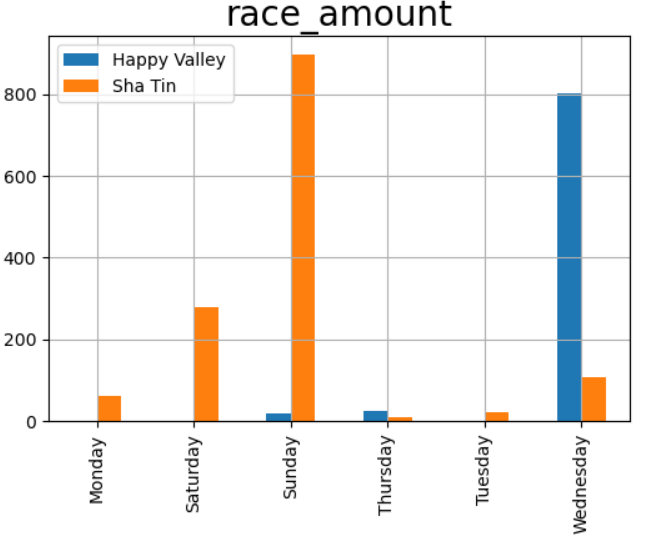 race_amount
Happy Valley
Sha Tin
800
600
400
200
0
Monday
Saturday
Sunday
Thursday
Tuesday
Wednesday